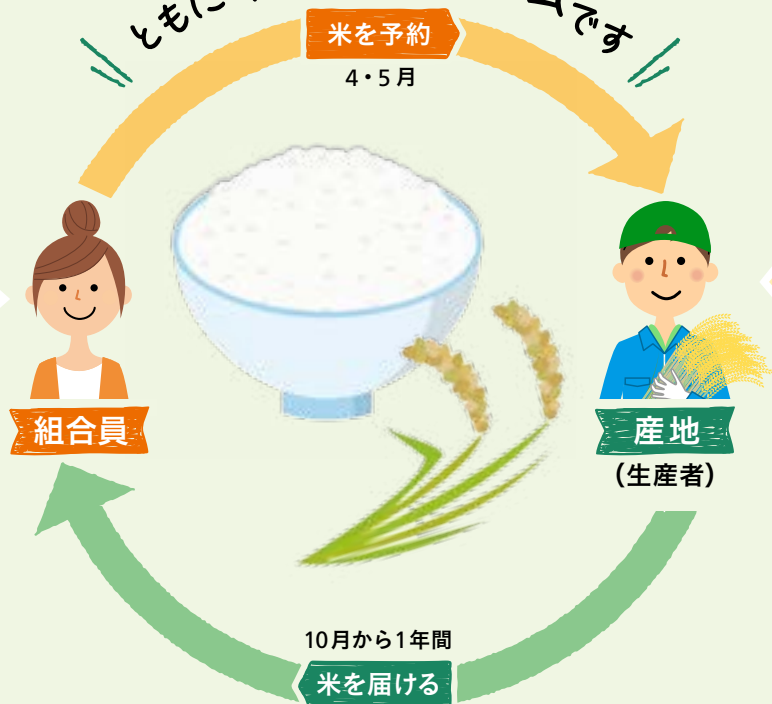 ともに
です
米を予約
4・5月
組合員
産地
(生産者)
10月から1年間
米を届ける